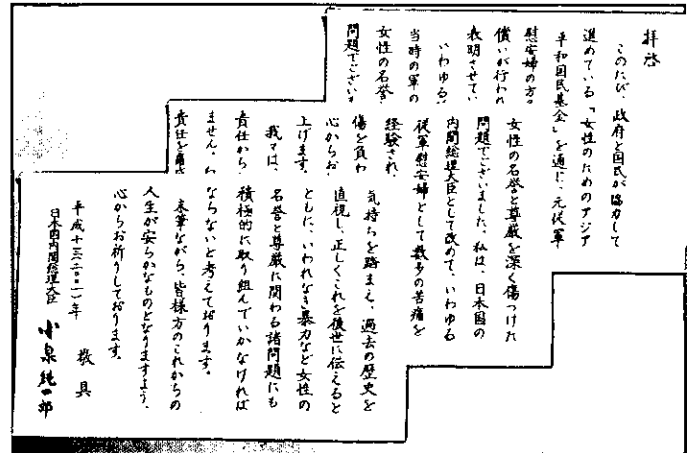 拝啓
このたび、政府と国民が協力して
進めている「女性のためのアジア
平和国民基金」を通じ、元従軍
慰安婦の方々
償いが行われ
表明させてい
いわゆる
当時の軍の
女性の名誉
問題でございま
女性の名誉と尊厳を深く傷つけた
問題でございました。私は、日本国の
内閣総理大臣として改めて、いわゆる
従軍慰安婦として数多の苦痛を
経験され、
傷を負わ
心からお
上げます。
我々は、
責任から
ません。わ
責任を痛
気持ちを踏まえ、過去の歴史を
直視し、正しくこれを後世に伝えると
ともに、いわれなき暴力など女性の
名誉と尊厳に関わる諸問題にも
積極的に取り組んでいかなければ
ならないと考えております。
末筆ながら、皆様方のこれからの
人生が安らかなものとなりますよう、
心からお祈りしております。
敬具
平成十三(二〇〇一)年
日本国内閣総理大臣 小泉純一郎